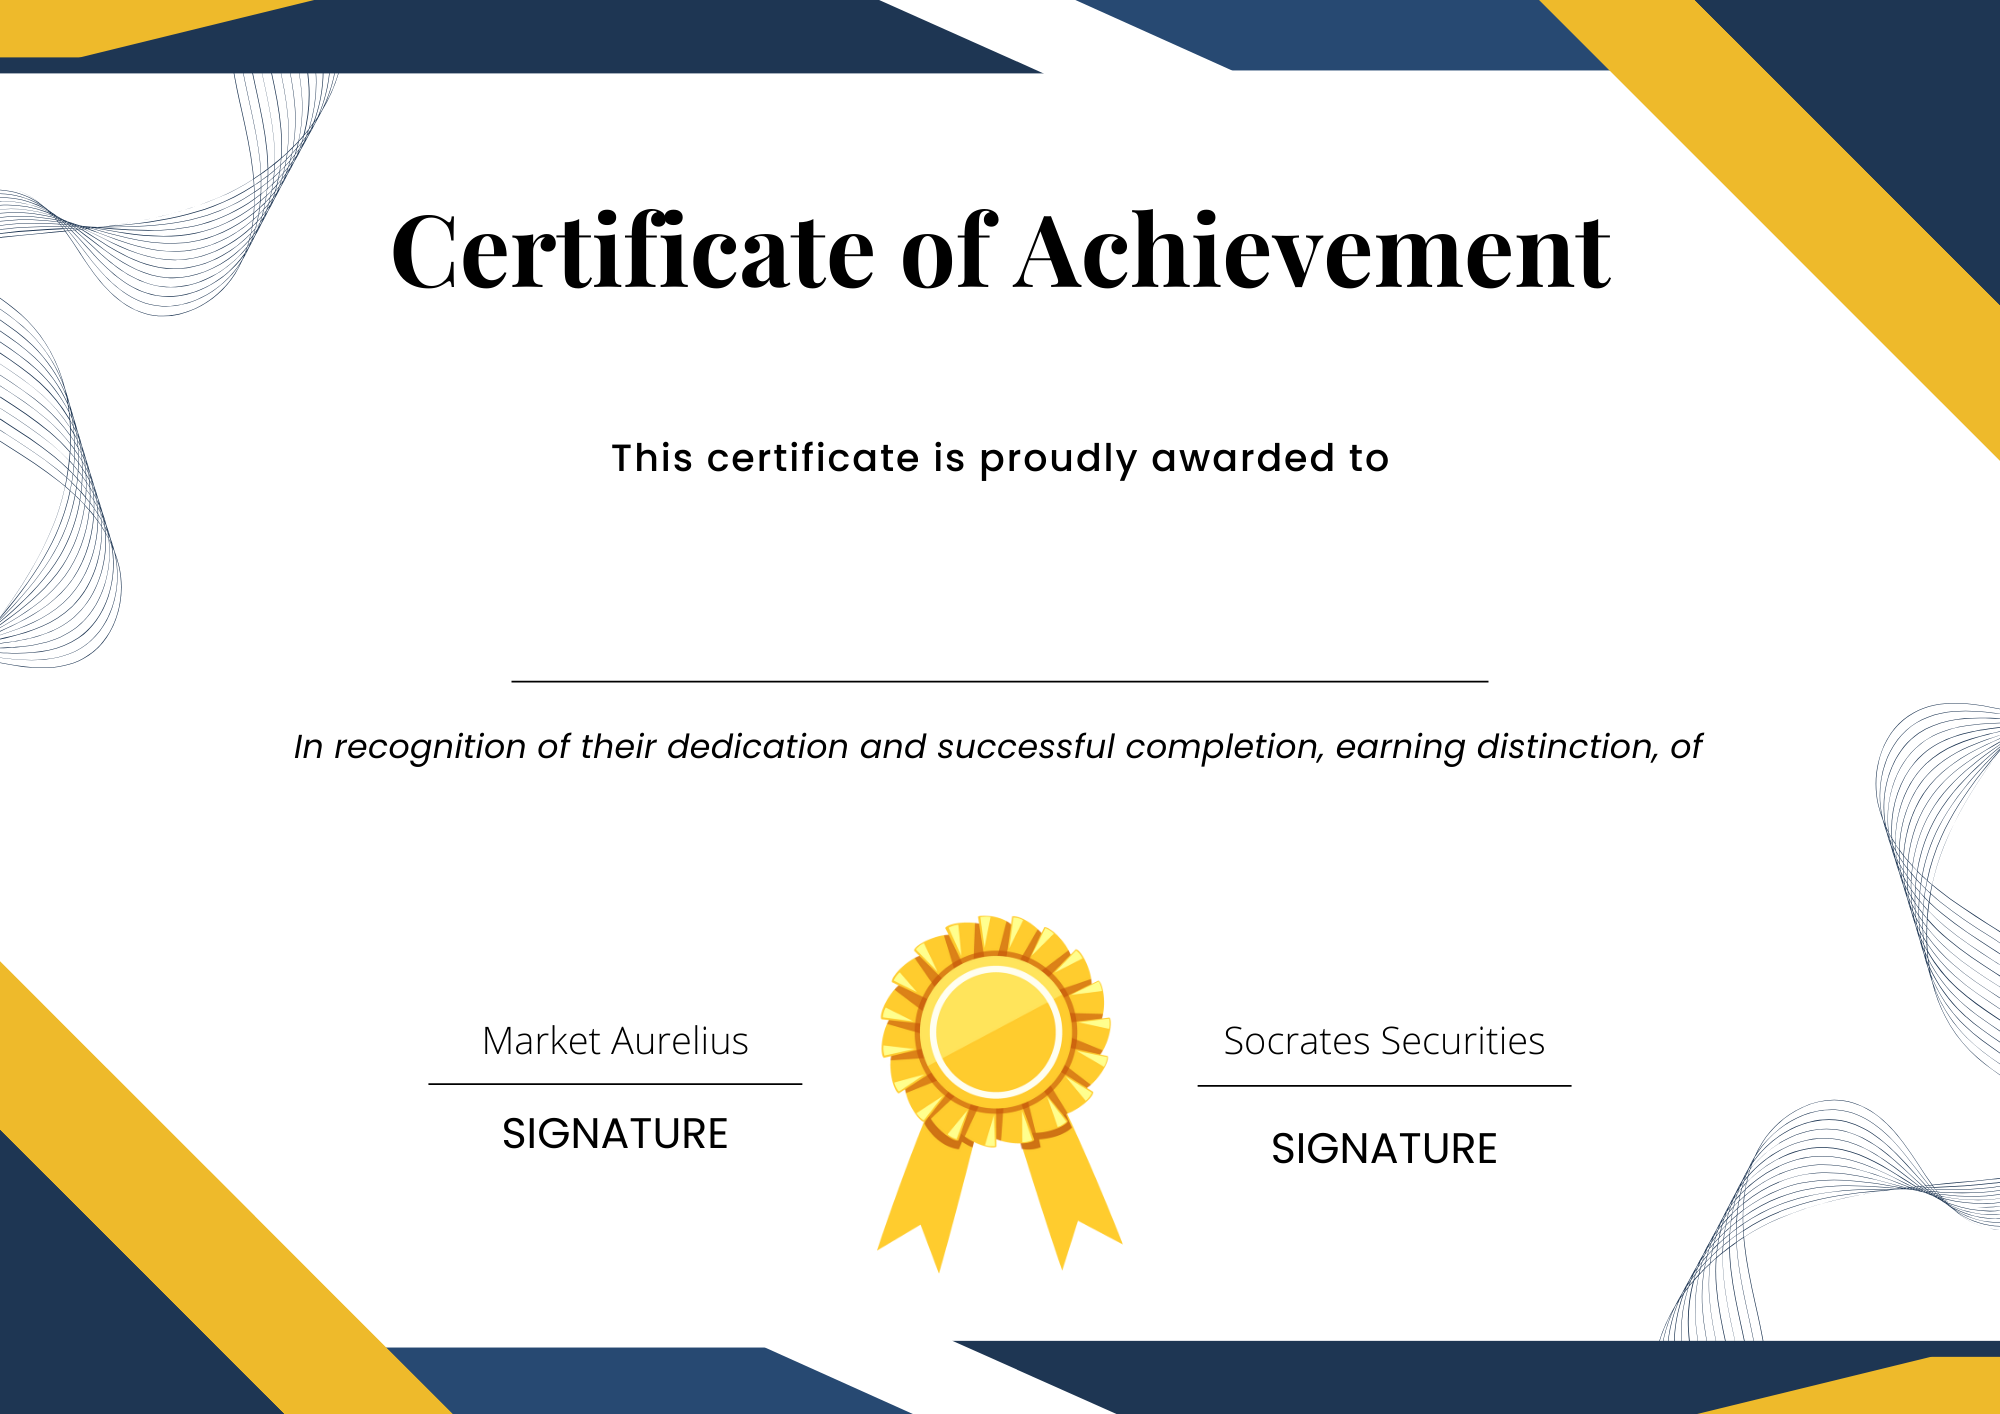 Certificate of Achievement
This certificate is proudly awarded to
In recognition of their dedication and successful completion, earning distinction, of
Market Aurelius
Socrates Securities
SIGNATURE
SIGNATURE